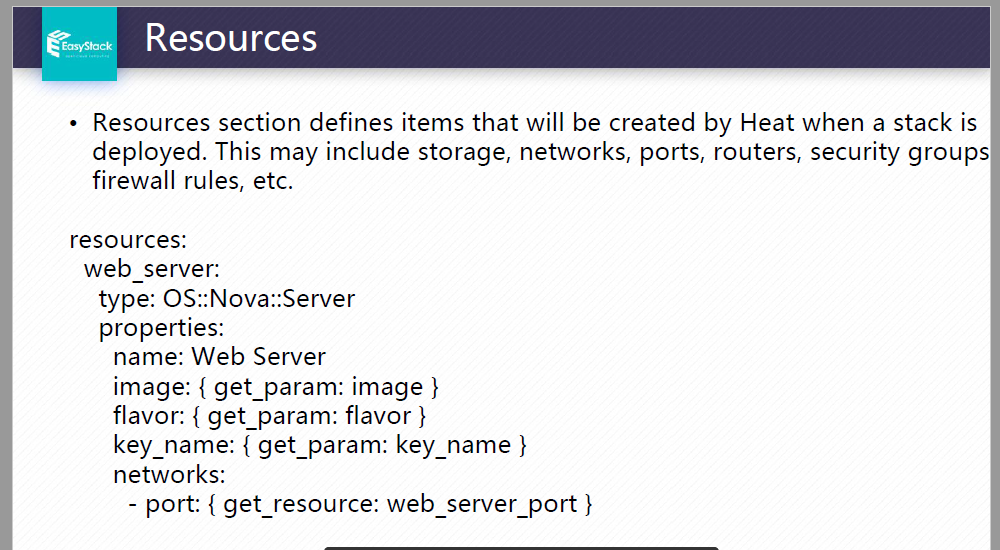 EasyStack
Resources
• Resources section defines items that will be created by Heat when a stack is
deployed. This may include storage, networks, ports, routers, security groups
firewall rules, etc.
resources:
web_server:
type: OS::Nova::Server
properties:
name: Web Server
image: { get_param: image }
flavor: { get_param: flavor }
key_name: { get_param: key_name }
networks:
- port: { get_resource: web_server_port }